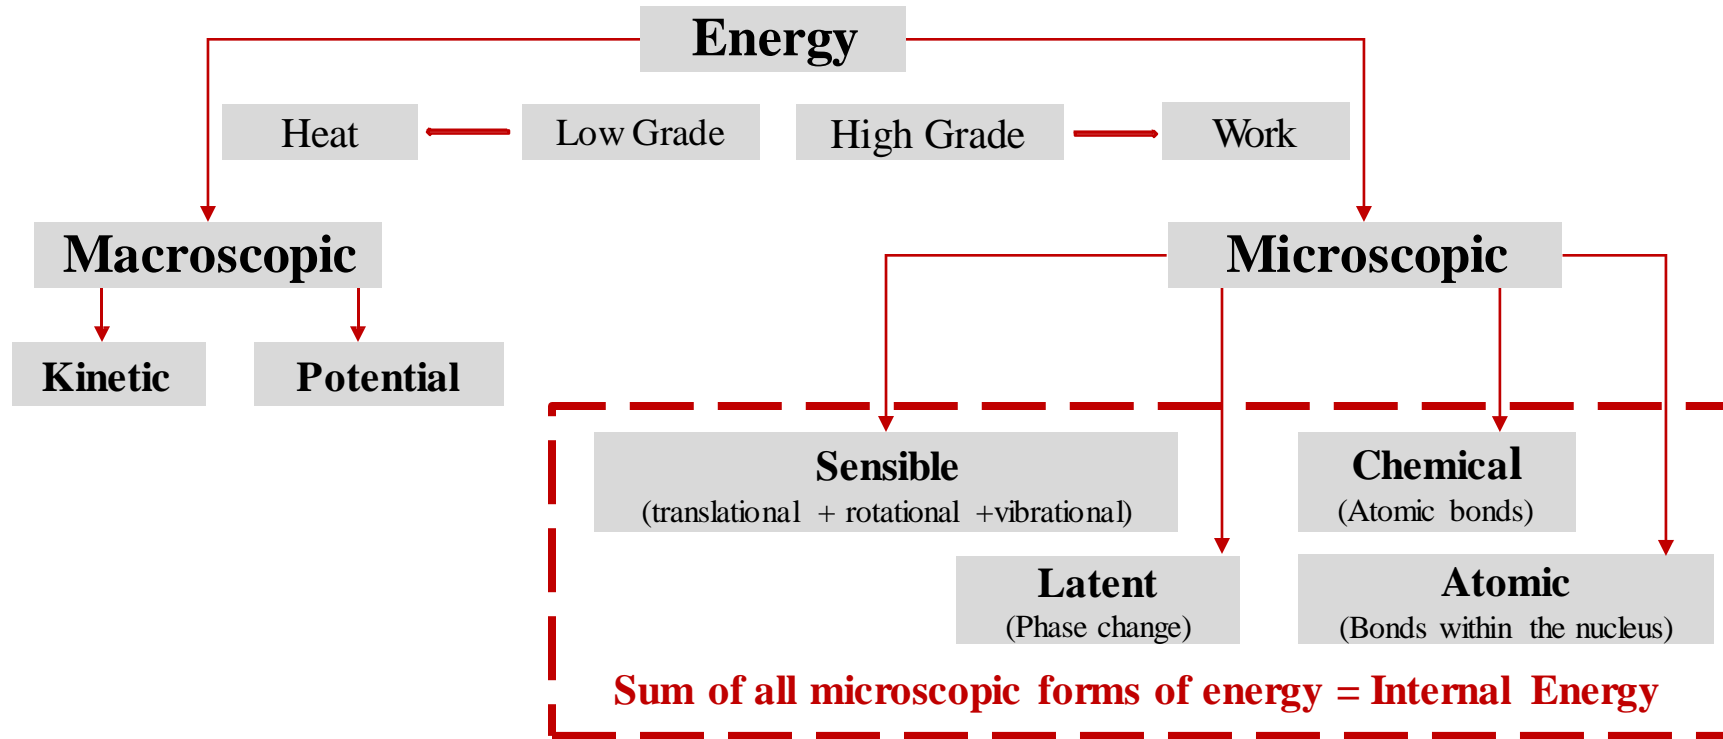 Energy
Heat
Low Grade
High Grade
Work
Macroscopic
Microscopic
Kinetic
Potential
Sensible
(translational + rotational +vibrational)
Chemical
(Atomic bonds)
Latent
(Phase change)
Atomic
(Bonds within the nucleus)
Sum of all microscopic forms of energy = Internal Energy